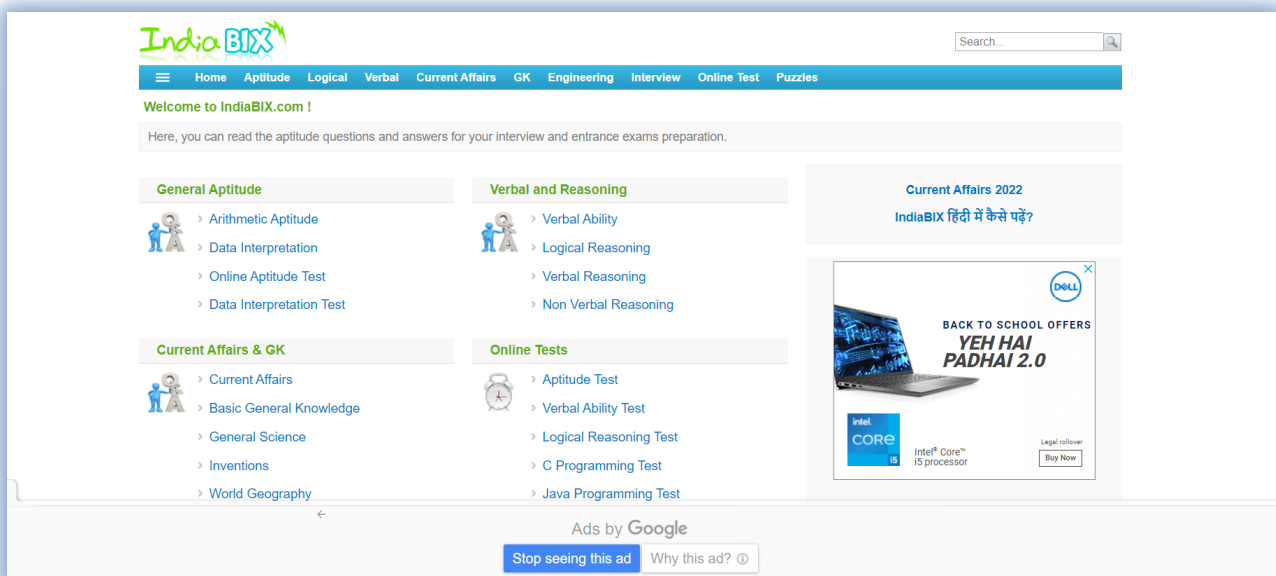 India BIX
Search...
Home Aptitude Logical Verbal Current Affairs GK Engineering Interview Online Test Puzzles
Welcome to IndiaBIX.com !
Here, you can read the aptitude questions and answers for your interview and entrance exams preparation.
General Aptitude
Arithmetic Aptitude
Data Interpretation
Online Aptitude Test
Data Interpretation Test
Verbal and Reasoning
Verbal Ability
Logical Reasoning
Verbal Reasoning
Non Verbal Reasoning
Current Affairs 2022
IndiaBIX हिंदी में कैसे पढ़ें?
Current Affairs & GK
Current Affairs
Basic General Knowledge
General Science
Inventions
World Geography
Online Tests
Aptitude Test
Verbal Ability Test
Logical Reasoning Test
C Programming Test
Java Programming Test
DELL
BACK TO SCHOOL OFFERS
YEH HAI
PADHAI 2.0
intel.
CORE
i5
Intel® Core™
i5 processor
Legal rollover
Buy Now
Ads by Google
Stop seeing this ad Why this ad?